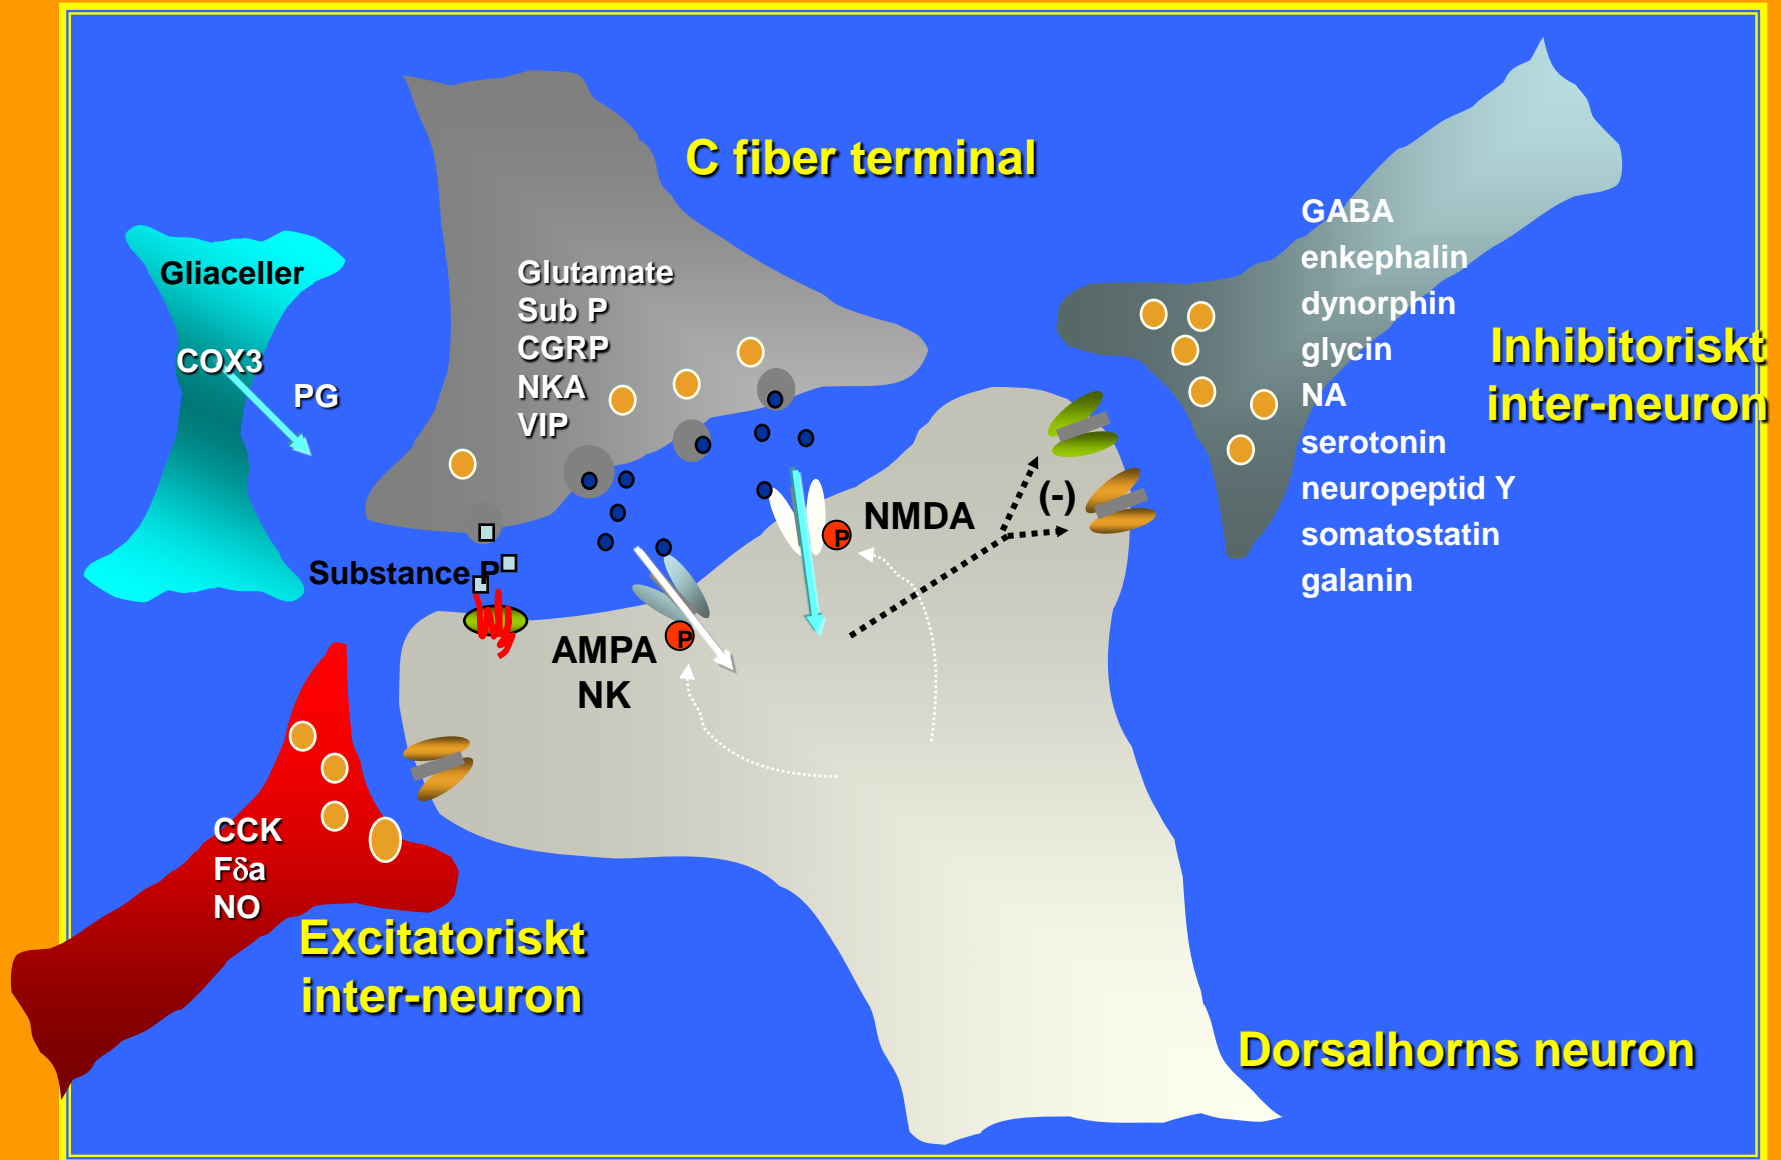 C fiber terminal
Gliaceller
COX3
PG
Glutamate
Sub P
CGRP
NKA
VIP
GABA
enkephalin
dynorphin
glycin
NA
serotonin
neuropeptid Y
somatostatin
galanin
Inhibitoriskt
inter-neuron
Substance P
NMDA
P
(-)
AMPA
NK
P
CCK
Fδa
NO
Excitatoriskt
inter-neuron
Dorsalhorns neuron